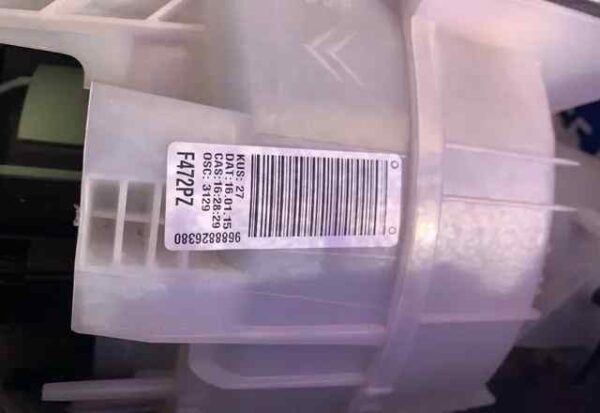 KUS: 27
DAT: 16.01.15
CAS:16:28:29
OSC: 3129
F472PZ
9688826380